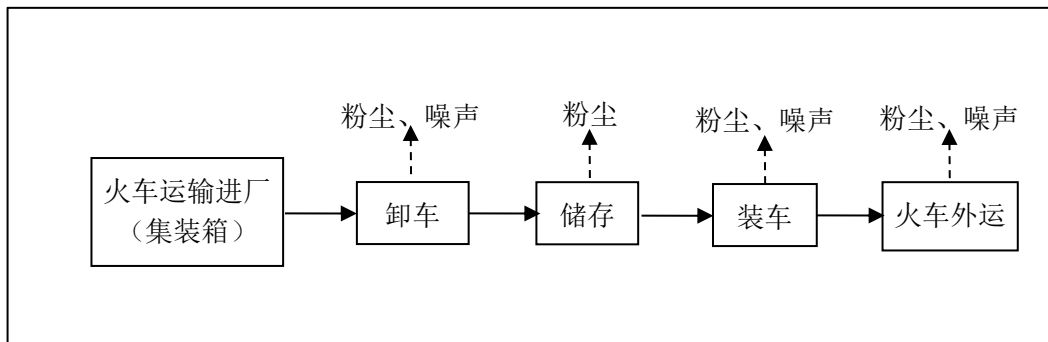 粉尘、噪声
粉尘
粉尘、噪声
粉尘、噪声
火车运输进厂
（集装箱）
卸车
储存
装车
火车外运